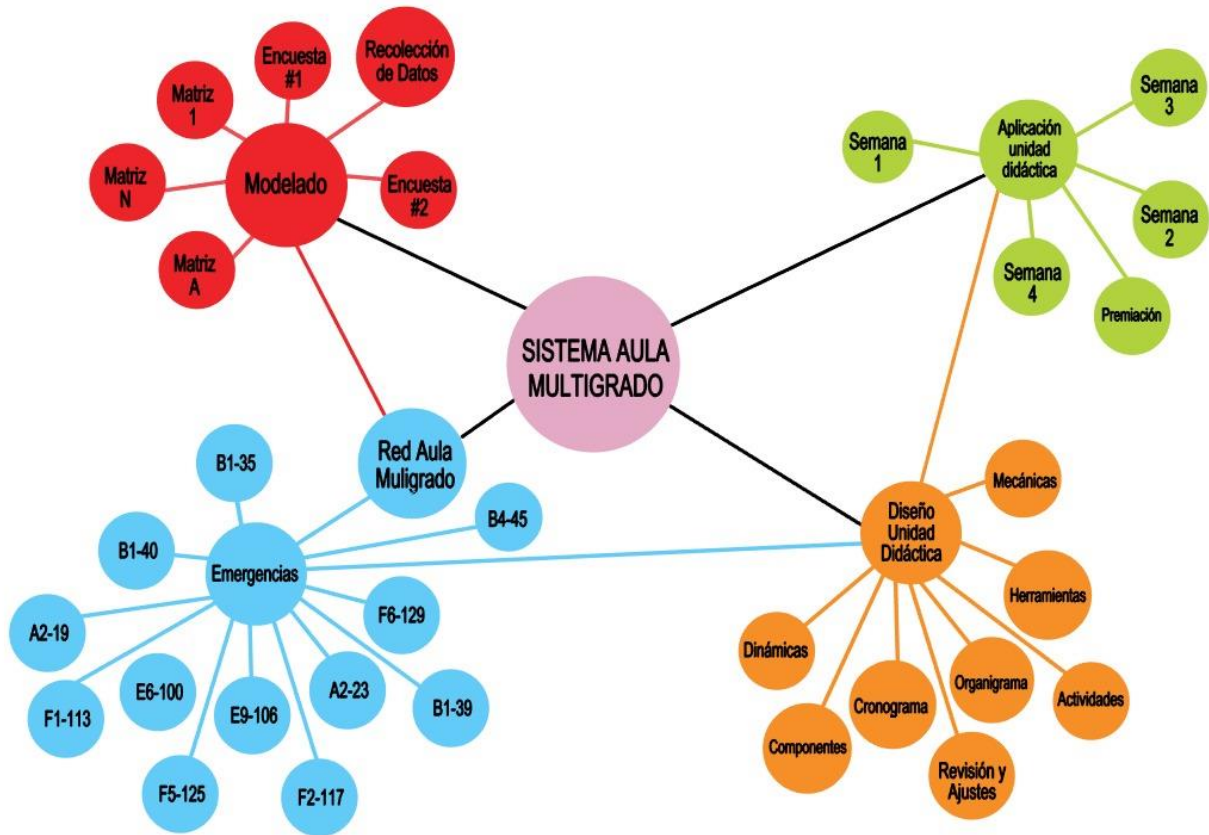 Modelado
Recolección
de Datos
Encuesta
#1
Matriz
1
Matriz
N
Matriz
A
Encuesta
#2
Aplicación
unidad
didáctica
Semana
1
Semana
3
Semana
2
Semana
4
Premiación
SISTEMA AULA
MULTIGRADO
Red Aula
Muligrado
Emergencias
B1-35
B1-40
B4-45
A2-19
F6-129
F1-113
E6-100
E9-106
A2-23
B1-39
F5-125
F2-117
Diseño
Unidad
Didáctica
Mecánicas
Herramientas
Dinámicas
Organigrama
Actividades
Cronograma
Componentes
Revisión y
Ajustes